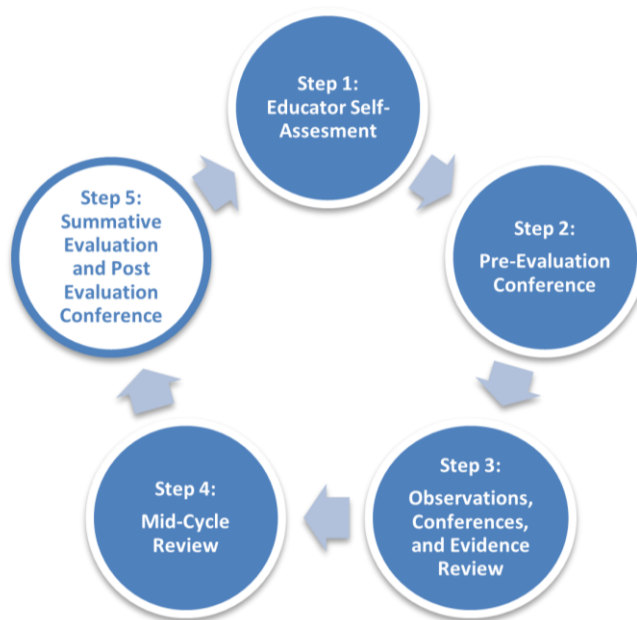 Step 1:
Educator Self-
Assesment
Step 2:
Pre-Evaluation
Conference
Step 3:
Observations,
Conferences,
and Evidence
Review
Step 4:
Mid-Cycle
Review
Step 5:
Summative
Evaluation
and Post
Evaluation
Conference